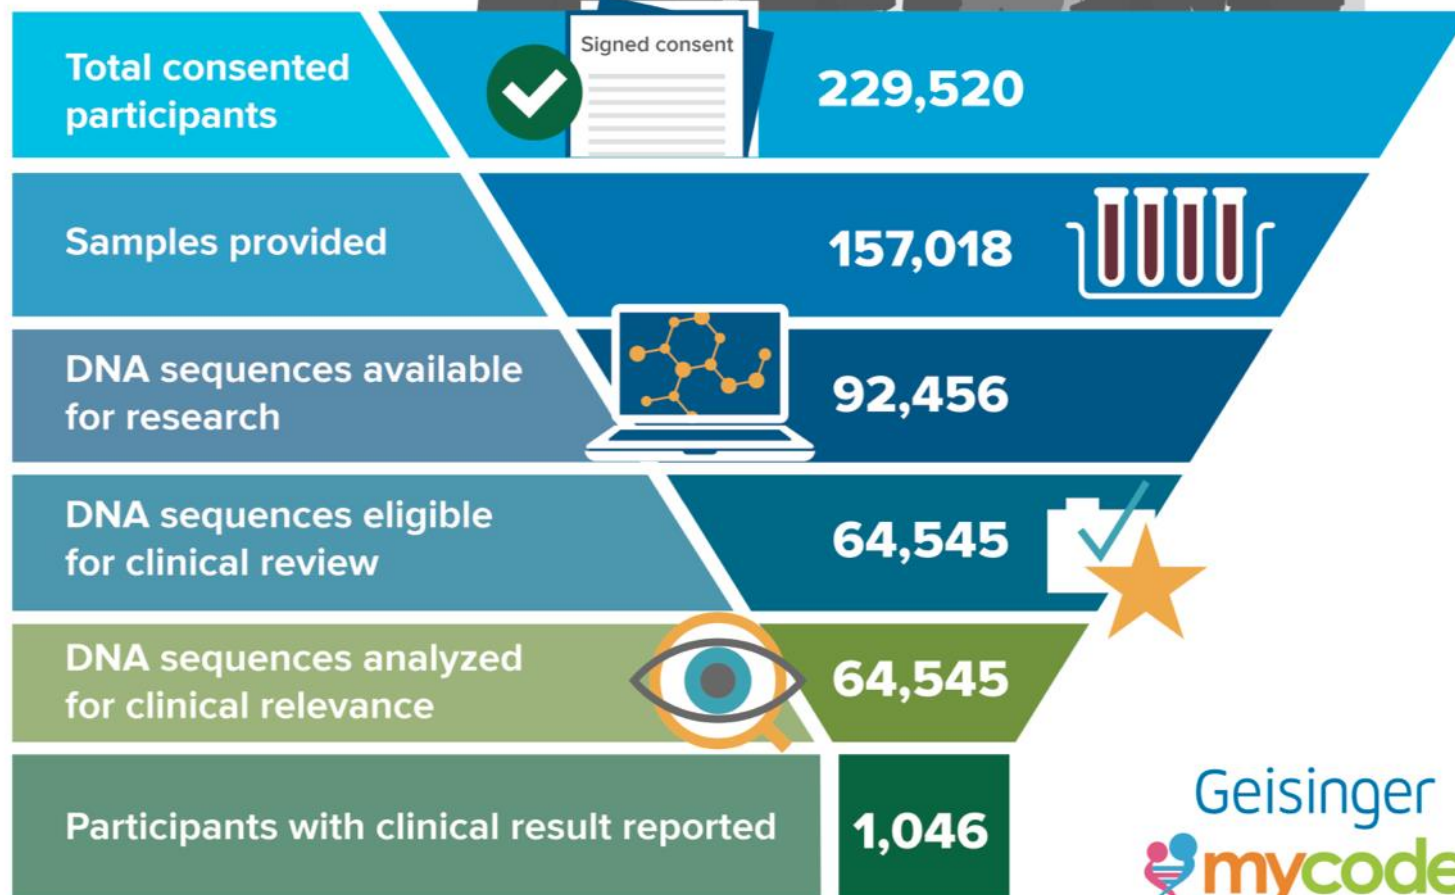 Total consented
participants
Signed consent
229,520
Samples provided
157,018
DNA sequences available
for research
92,456
DNA sequences eligible
for clinical review
64,545
DNA sequences analyzed
for clinical relevance
64,545
Participants with clinical result reported
1,046
Geisinger
mycode